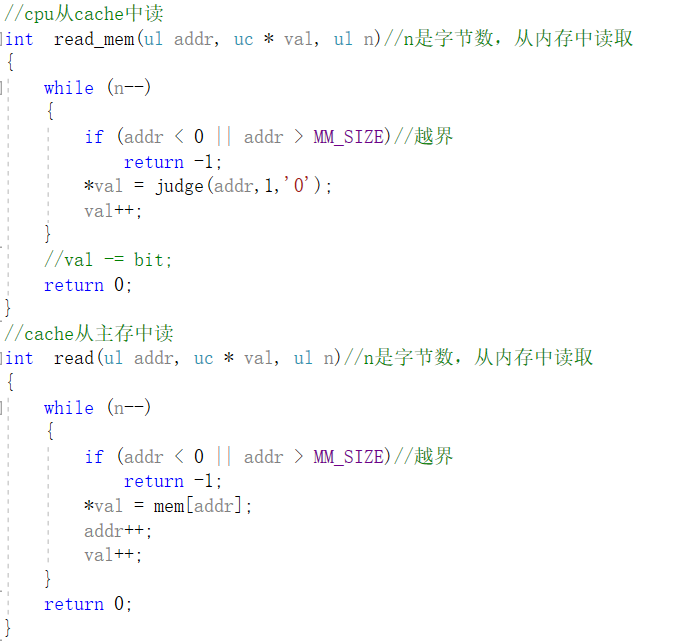 //cpu从cache中读
int read_mem(ul addr, uc * val, ul n)//n是字节数，从内存中读取
{
    while (n--)
    {
        if (addr < 0 || addr > MM_SIZE)//越界
            return -1;
        *val = judge(addr,1,'0');
        val++;
    }
    //val -= bit;
    return 0;
}
//cache从主存中读
int read(ul addr, uc * val, ul n)//n是字节数，从内存中读取
{
    while (n--)
    {
        if (addr < 0 || addr > MM_SIZE)//越界
            return -1;
        *val = mem[addr];
        addr++;
        val++;
    }
    return 0;
}